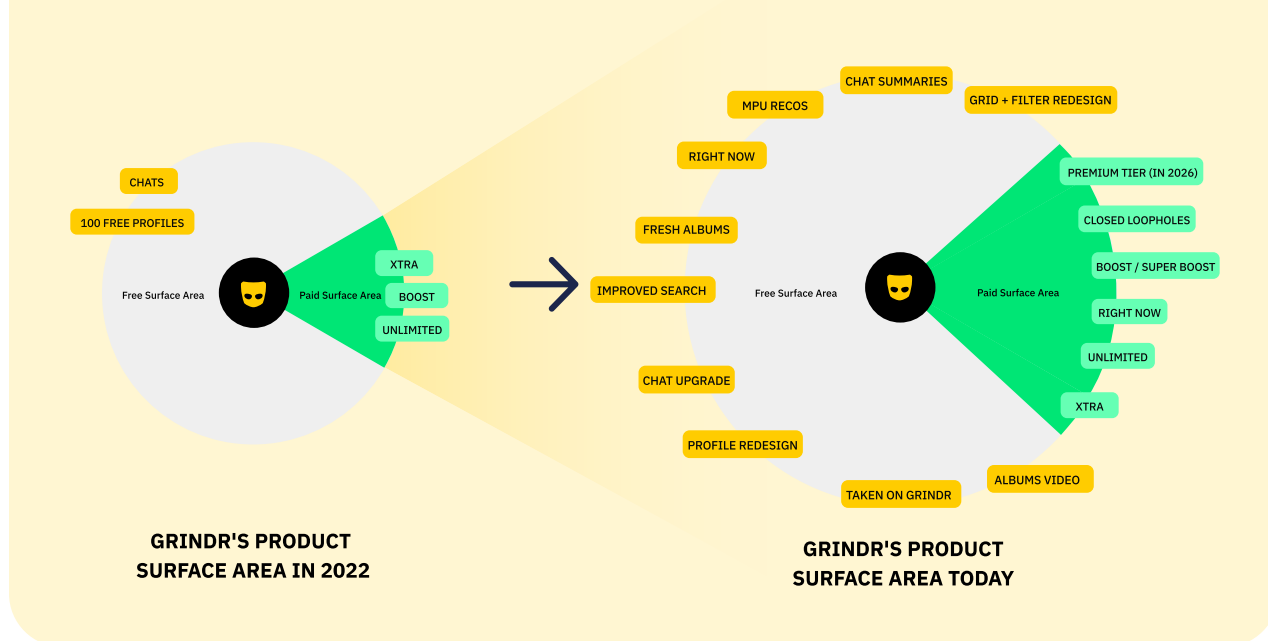 CHATS
100 FREE PROFILES
Free Surface Area
Paid Surface Area
XTRA
BOOST
UNLIMITED
GRINDR'S PRODUCT
SURFACE AREA IN 2022
CHAT SUMMARIES
GRID + FILTER REDESIGN
MPU RECOS
RIGHT NOW
FRESH ALBUMS
IMPROVED SEARCH
CHAT UPGRADE
PROFILE REDESIGN
TAKEN ON GRINDR
ALBUMS VIDEO
Free Surface Area
Paid Surface Area
PREMIUM TIER (IN 2026)
CLOSED LOOPHOLES
BOOST / SUPER BOOST
RIGHT NOW
UNLIMITED
XTRA
GRINDR'S PRODUCT
SURFACE AREA TODAY